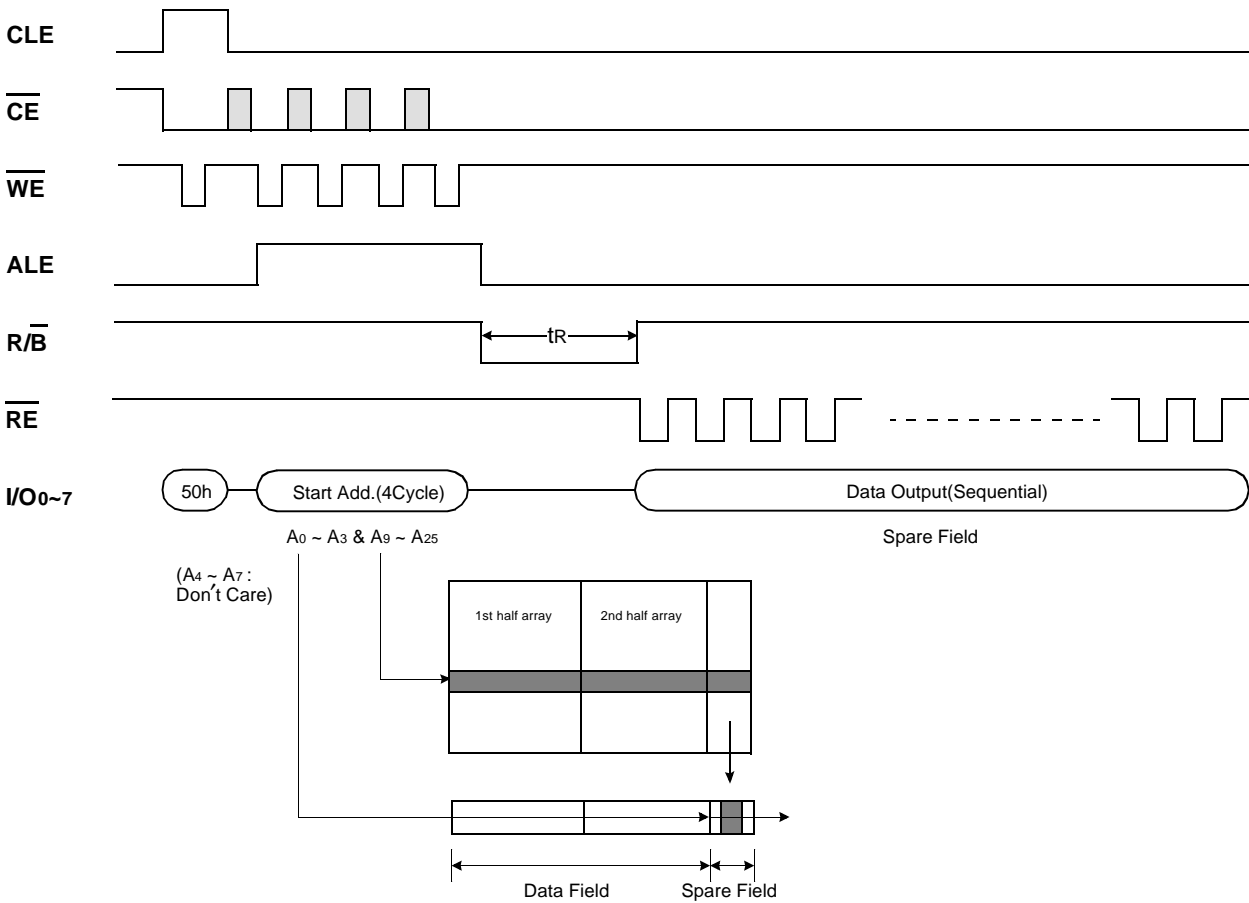 CLE
CE
WE
ALE
R/B
tR
RE
I/O0~7
50h
Start Add.(4Cycle)
Data Output(Sequential)
A0 ~ A3 & A9 ~ A25
Spare Field
(A4 ~ A7 :
Don't Care)
1st half array
2nd half array
Data Field
Spare Field